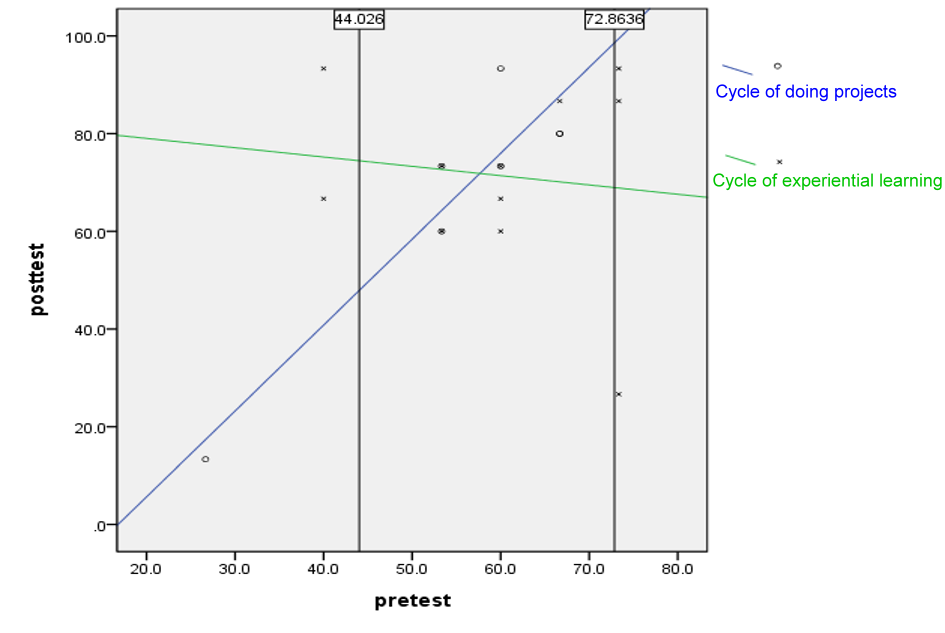 44.026
72.8636
100.0
80.0
60.0
40.0
20.0
.0
posttest
20.0 30.0 40.0 50.0 60.0 70.0 80.0
pretest
Cycle of doing projects
Cycle of experiential learning